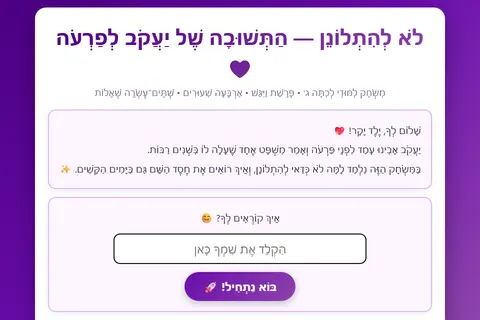 לֹא לְהִתְלוֹנֵן — הַתְּשׁוּבָה שֶׁל יַעֲקֹב לְפַרְעֹה
💜
מִשְׂחָק לִמּוּדִי לְכִתָּה ג׳ • פָּרָשַׁת וַיִּגַּשׁ • אַרְבָּעָה שִׁעוּרִים • שְׁתֵּים־עֶשְׂרֵה שְׁאֵלוֹת
שָׁלוֹם לְךָ, יֶלֶד יָקָר! 💖
יַעֲקֹב אָבִינוּ עָמַד לִפְנֵי פַּרְעֹה וְאָמַר מִשְׁפָּט אֶחָד שֶׁעָלָה לוֹ בְּשָׁנִים רַבּוֹת.
בַּמִּשְׂחָק הַזֶּה נִלְמַד לָמָּה לֹא כְּדַאי לְהִתְלוֹנֵן, וְאֵיךְ רוֹאִים אֶת חֶסֶד הַשֵּׁם גַּם בַּיָּמִים הַקָּשִׁים. ✨
אֵיךְ קוֹרְאִים לְךָ? 😊
הַקְלֵד אֶת שִׁמְךָ כָּאן
בּוֹא נַתְחִיל! 🚀